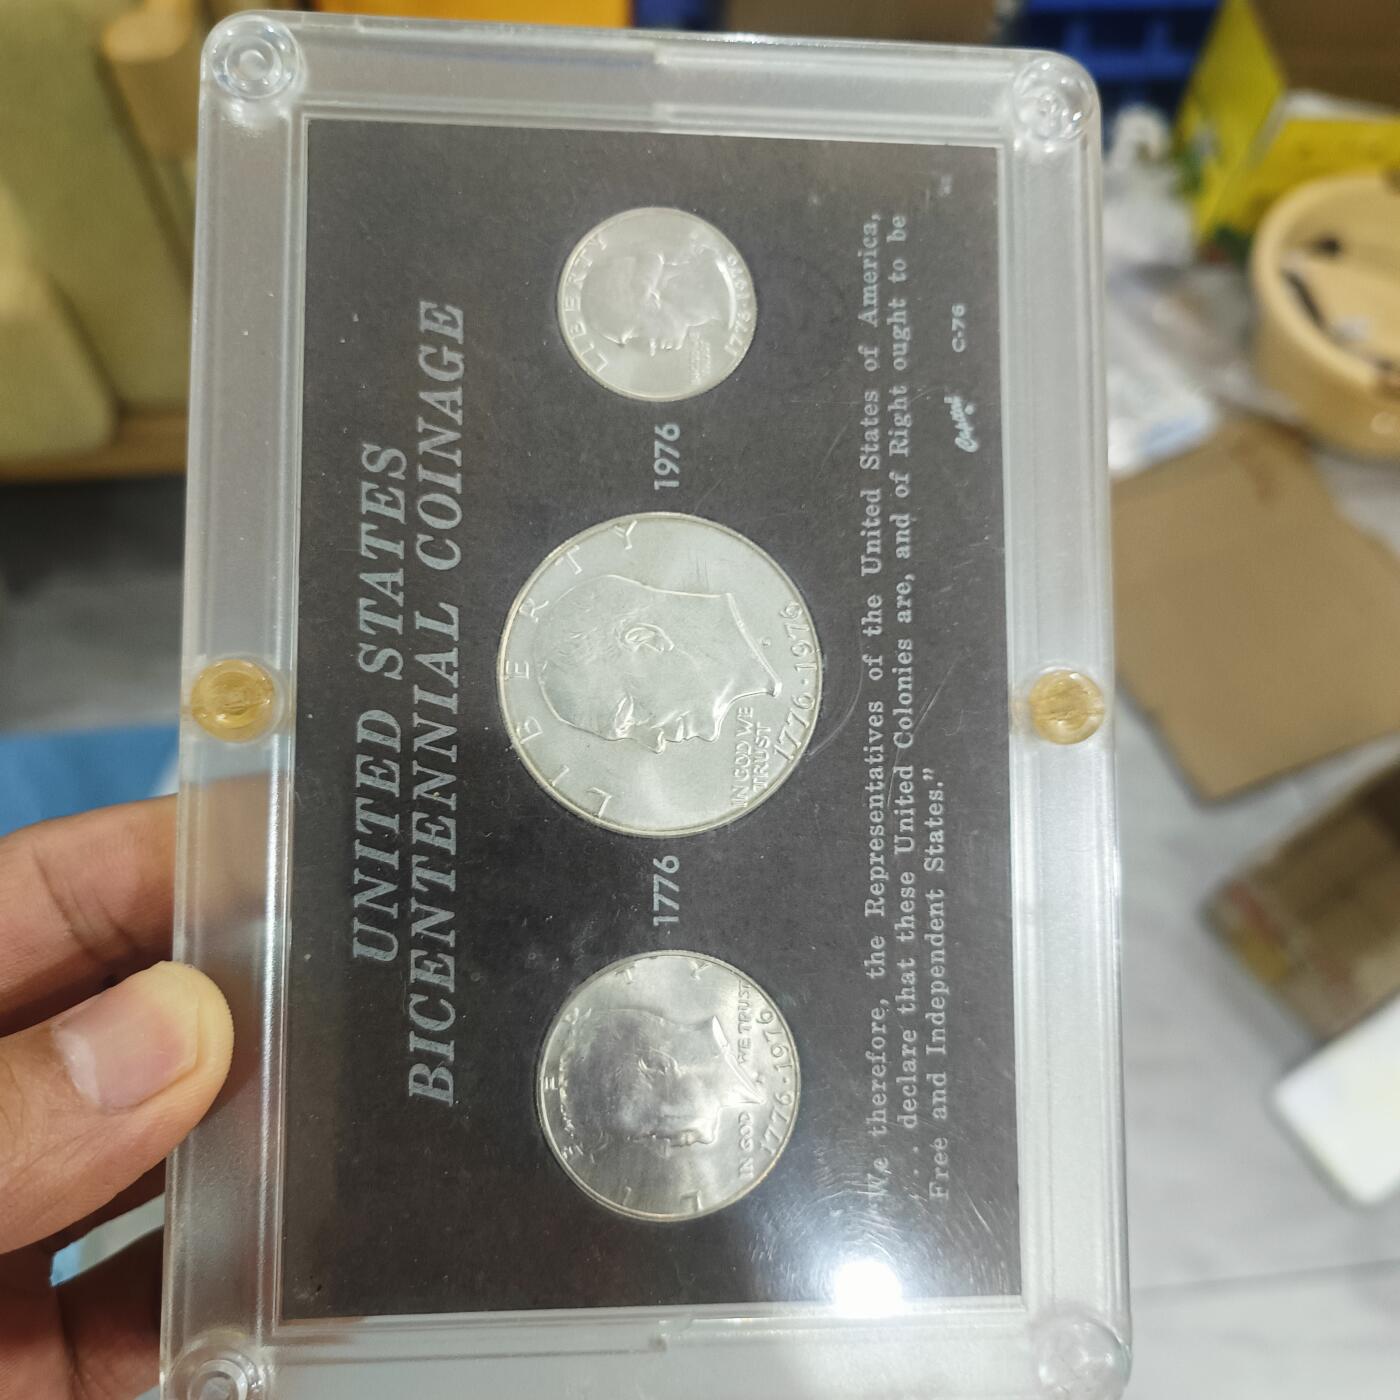 UNITED STATES
BICENTENNIAL COINAGE
LIBERTY
IN GOD WE TRUST
1776·1976
1776
LIBERTY
IN GOD WE
TRUST
1776·1976
1976
LIBERTY
1776·1976
We therefore, the Representatives of the United States of America,
... declare that these United Colonies are, and of Right ought to be
Free and Independent States."
Capital C-76